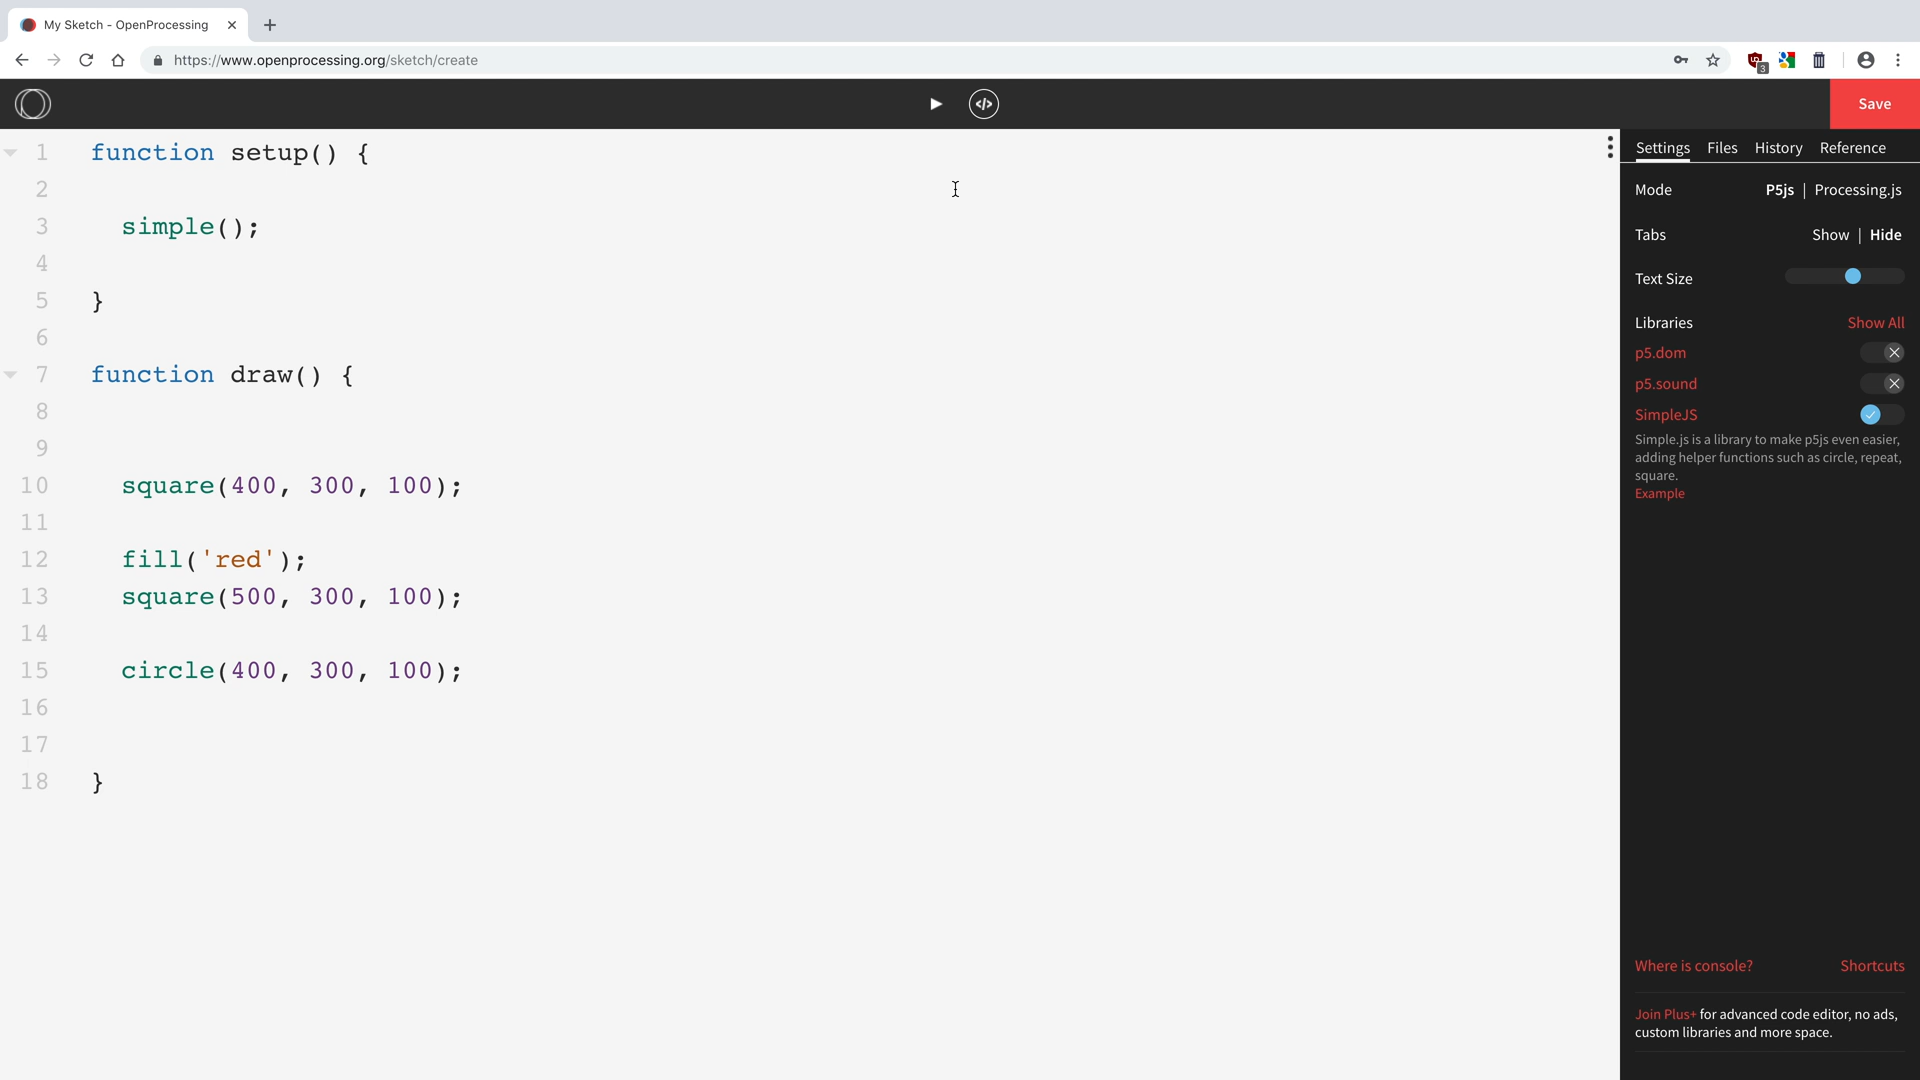 My Sketch - OpenProcessing
https://www.openprocessing.org/sketch/create
3
</>
Save
1 function setup() {
2
3 simple();
4
5 }
6
7 function draw() {
8
9
10 square(400, 300, 100);
11
12 fill('red');
13 square(500, 300, 100);
14
15 circle(400, 300, 100);
16
17
18 }
Settings Files History Reference
Mode P5js | Processing.js
Tabs Show | Hide
Text Size
Libraries Show All
p5.dom
p5.sound
SimpleJS
Simple.js is a library to make p5js even easier,
adding helper functions such as circle, repeat,
square.
Example
Where is console? Shortcuts
Join Plus+ for advanced code editor, no ads,
custom libraries and more space.